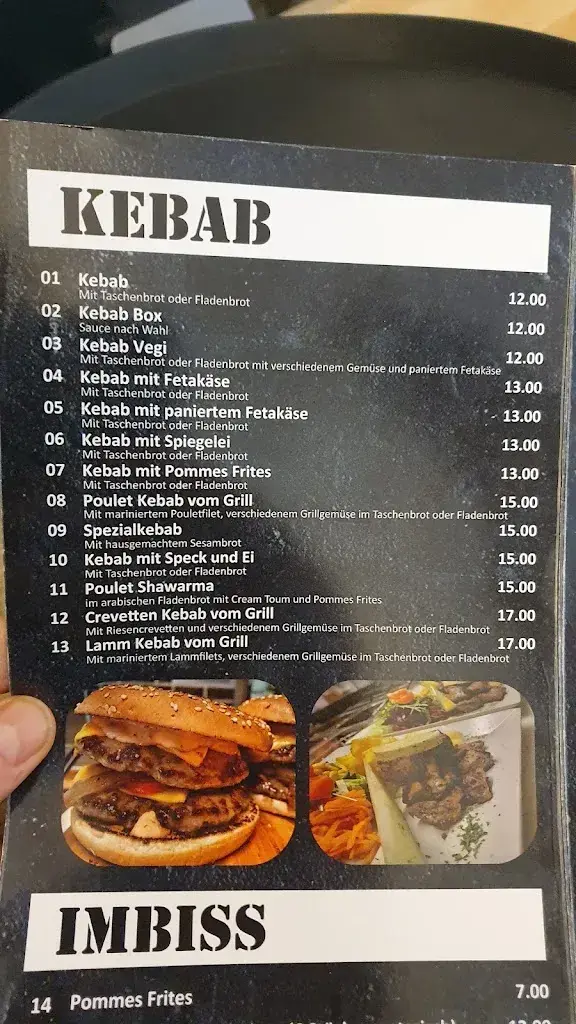 KEBAB
01 Kebab 12.00
Mit Taschenbrot oder Fladenbrot
02 Kebab Box 12.00
Sauce nach Wahl
03 Kebab Vegi 12.00
Mit Taschenbrot oder Fladenbrot mit verschiedenem Gemüse und paniertem Fetakäse
04 Kebab mit Fetakäse 13.00
Mit Taschenbrot oder Fladenbrot
05 Kebab mit paniertem Fetakäse 13.00
Mit Taschenbrot oder Fladenbrot
06 Kebab mit Spiegelei 13.00
Mit Taschenbrot oder Fladenbrot
07 Kebab mit Pommes Frites 13.00
Mit Taschenbrot oder Fladenbrot
08 Poulet Kebab vom Grill 15.00
Mit mariniertem Pouletfilet, verschiedenem Grillgemüse im Taschenbrot oder Fladenbrot
09 Spezialkebab 15.00
Mit hausgemachtem Sesambrot
10 Kebab mit Speck und Ei 15.00
Mit Taschenbrot oder Fladenbrot
11 Poulet Shawarma 15.00
im arabischen Fladenbrot mit Cream Toum und Pommes Frites
12 Crevetten Kebab vom Grill 17.00
Mit Riesencrevetten und verschiedenem Grillgemüse im Taschenbrot oder Fladenbrot
13 Lamm Kebab vom Grill 17.00
Mit mariniertem Lammfilets, verschiedenem Grillgemüse im Taschenbrot oder Fladenbrot
IMBISS
14 Pommes Frites 7.00